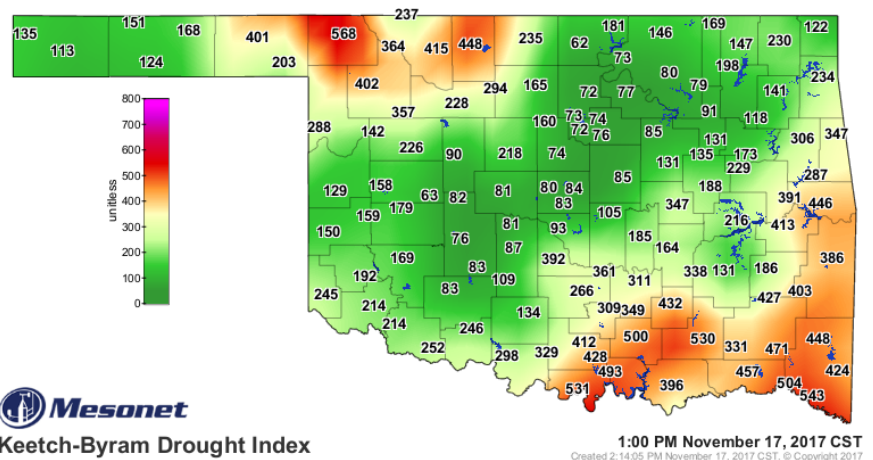 237
135 151 168 401 568 364 415 448 235 62 181 146 169 147 230 122
113 124 203 73 198 234
402 294 165 72 77 80 79 141
800
700
600
500
400
300
200
100
0
unitless
288 357 228 160 73 74 91 118
142 72 76 85 131 306 347
226 90 218 74 131 135 173
229
129 158 63 82 81 80 84 85 188 287
159 179 83 105 347 391 446
150 81 93 216 413
76 87 185 164
169 83 392 361 338 131 186 386
192 83 109 266 311 403
245 214 134 309 349 432 427
214 246 412 500 530 331 471 448
252 298 329 428
493 457 424
531 396 504
543
Mesonet
Keetch-Byram Drought Index
1:00 PM November 17, 2017 CST
Created 2:14:05 PM November 17, 2017 CST. © Copyright 2017